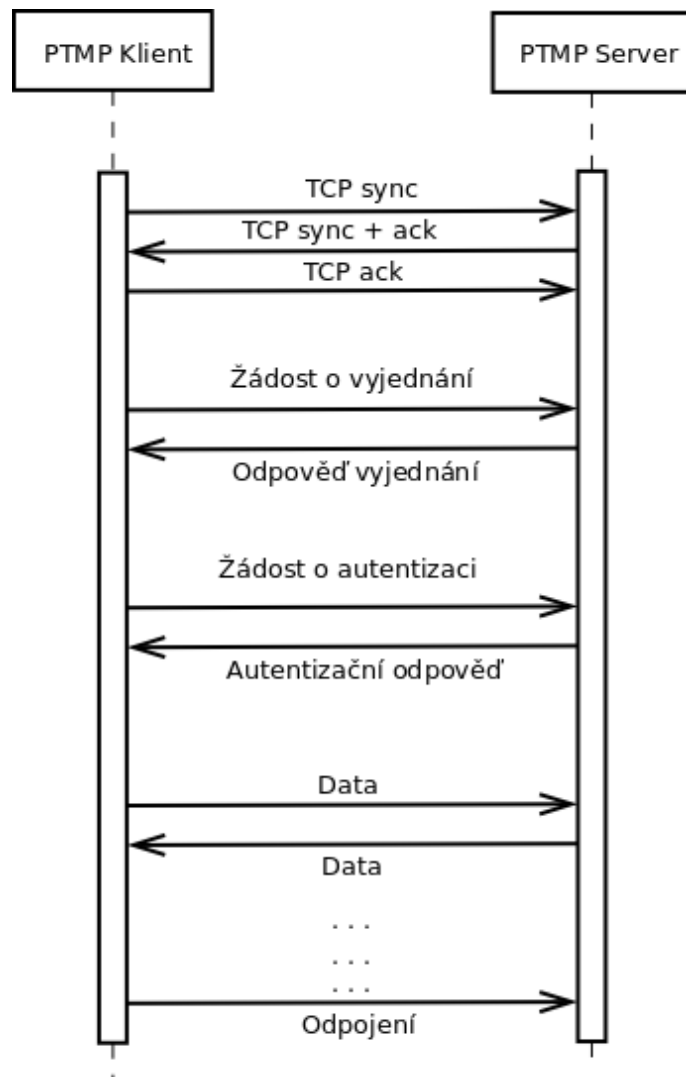 PTMP Klient
PTMP Server
TCP sync
TCP sync + ack
TCP ack
Žádost o vyjednání
Odpověď vyjednání
Žádost o autentizaci
Autentizační odpověď
Data
Data
. . .
. . .
. . .
Odpojení